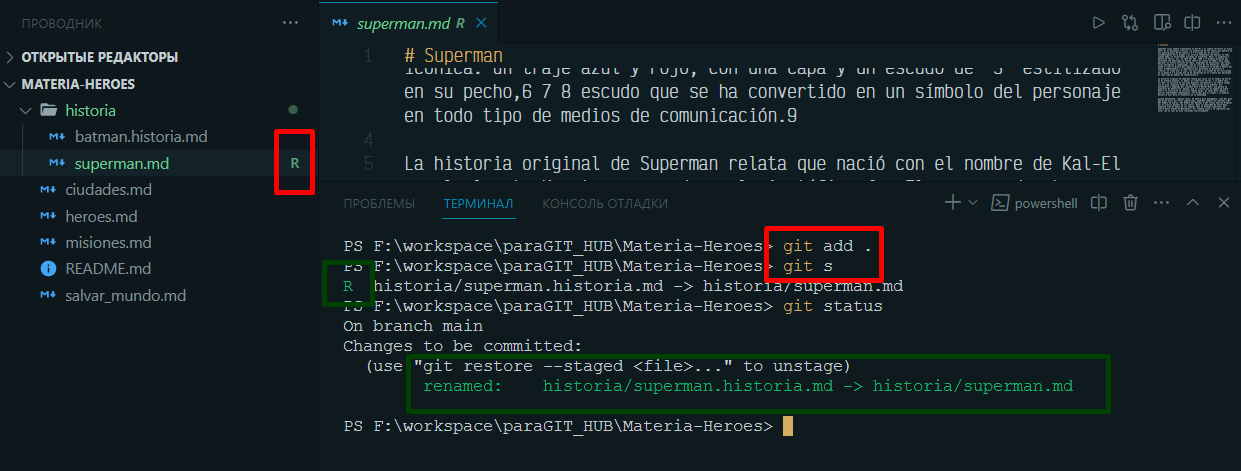 ПРОВОДНИК ...
ОТКРЫТЫЕ РЕДАКТОРЫ
MATERIA-HEROES
historia
batman.historia.md
superman.md R
ciudades.md
heroes.md
misiones.md
README.md
salvar_mundo.md
superman.md R
1 # Superman
icónica: un traje azul y rojo, con una capa y un escudo de "S" estilizado
en su pecho,6 7 8 escudo que se ha convertido en un símbolo del personaje
en todo tipo de medios de comunicación.9
4
5 La historia original de Superman relata que nació con el nombre de Kal-El
ПРОБЛЕМЫ ТЕРМИНАЛ КОНСОЛЬ ОТЛАДКИ powershell
PS F:\workspace\paraGIT_HUB\Materia-Heroes> git add .
PS F:\workspace\paraGIT_HUB\Materia-Heroes> git s
R historia/superman.historia.md -> historia/superman.md
PS F:\workspace\paraGIT_HUB\Materia-Heroes> git status
On branch main
Changes to be committed:
(use "git restore --staged <file>..." to unstage)
renamed: historia/superman.historia.md -> historia/superman.md
PS F:\workspace\paraGIT_HUB\Materia-Heroes>